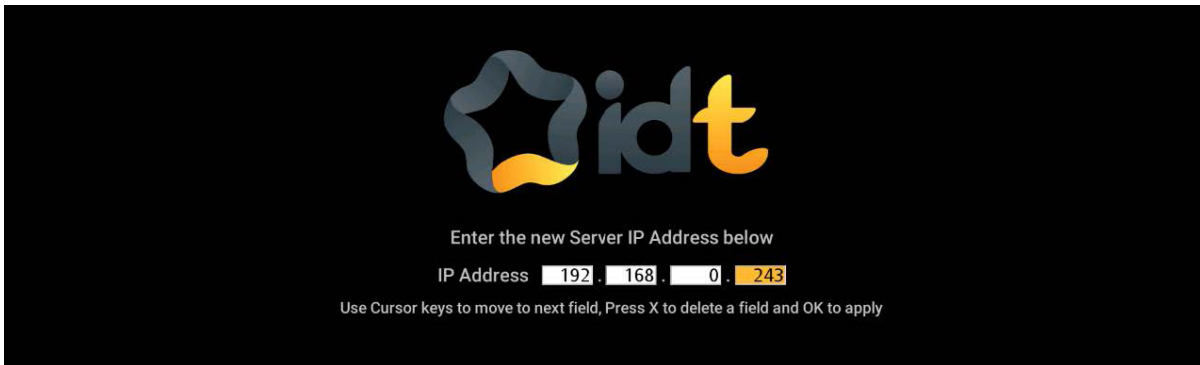 idt
Enter the new Server IP Address below
IP Address 192 . 168 . 0 . 243
Use Cursor keys to move to next field, Press X to delete a field and OK to apply